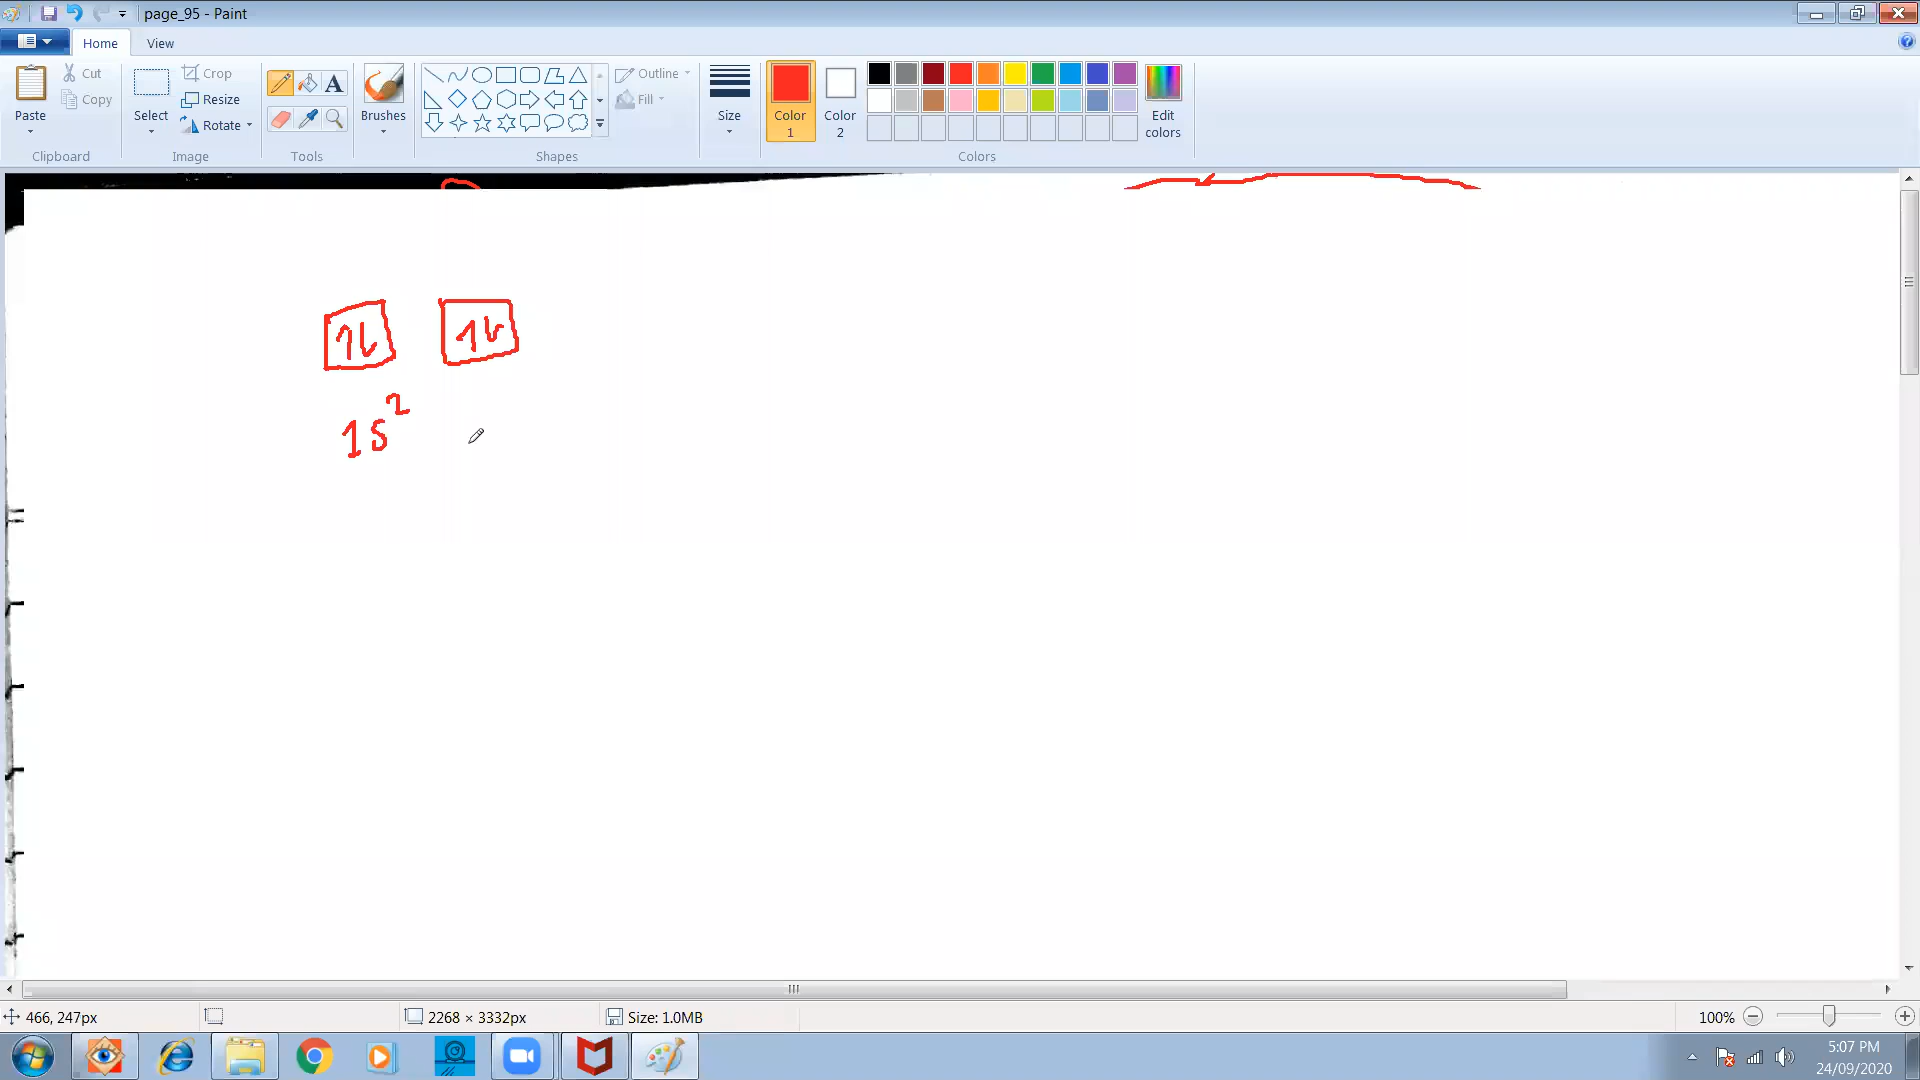 page_95 - Paint
Home View
Paste Cut Copy Select Crop Resize Rotate Brushes Outline Fill Size Color 1 Color 2 Edit colors
Clipboard Image Tools Shapes Colors
1s²
466, 247px 2268 × 3332px Size: 1.0MB 100%
5:07 PM
24/09/2020